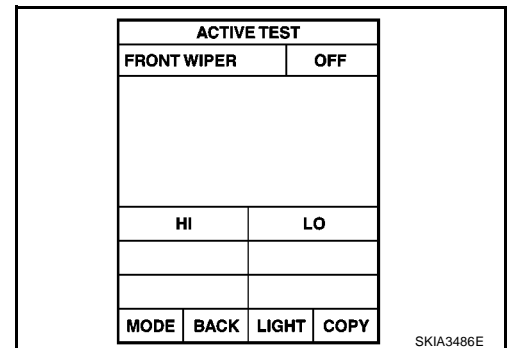 ACTIVE TEST
FRONT WIPER OFF
HI LO
MODE BACK LIGHT COPY
SKIA3486E